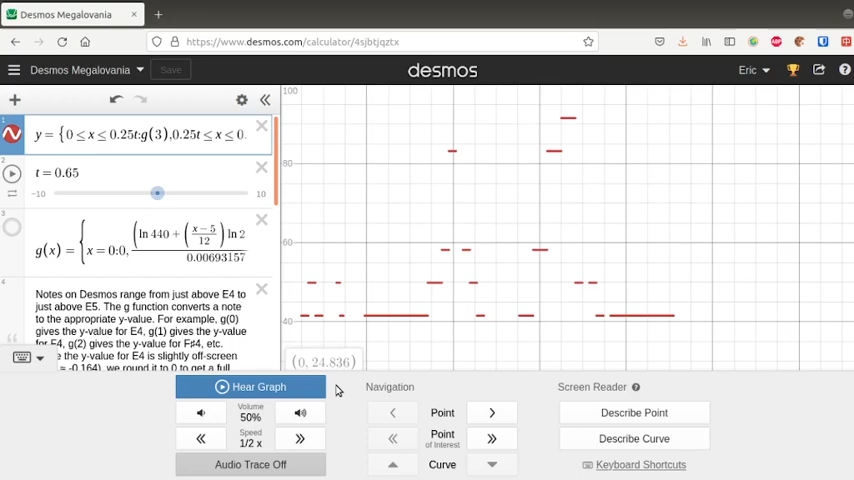 Desmos Megalovania × +
https://www.desmos.com/calculator/4sjbtjqztx
Desmos Megalovania
Save
desmos
Eric
1
y = {0 ≤ x ≤ 0.25t:g(3),0.25t ≤ x ≤ 0.
2
t = 0.65
-10
10
3
g(x) = { x = 0:0, (ln 440 + ((x−5)/12) ln 2 / 0.00693157
4
Notes on Desmos range from just above E4 to
just above E5. The g function converts a note
to the appropriate y-value. For example, g(0)
gives the y-value for E4, g(1) gives the y-value
for F4, g(2) gives the y-value for F♯4, etc.
the y-value for E4 is slightly off-screen
≈ -0.164), we round it to 0 to get a full
100
80
60
40
(0, 24.836)
Hear Graph
Volume
50%
Speed
1/2 x
Audio Trace Off
Navigation
Point
Point
of Interest
Curve
Screen Reader
Describe Point
Describe Curve
Keyboard Shortcuts